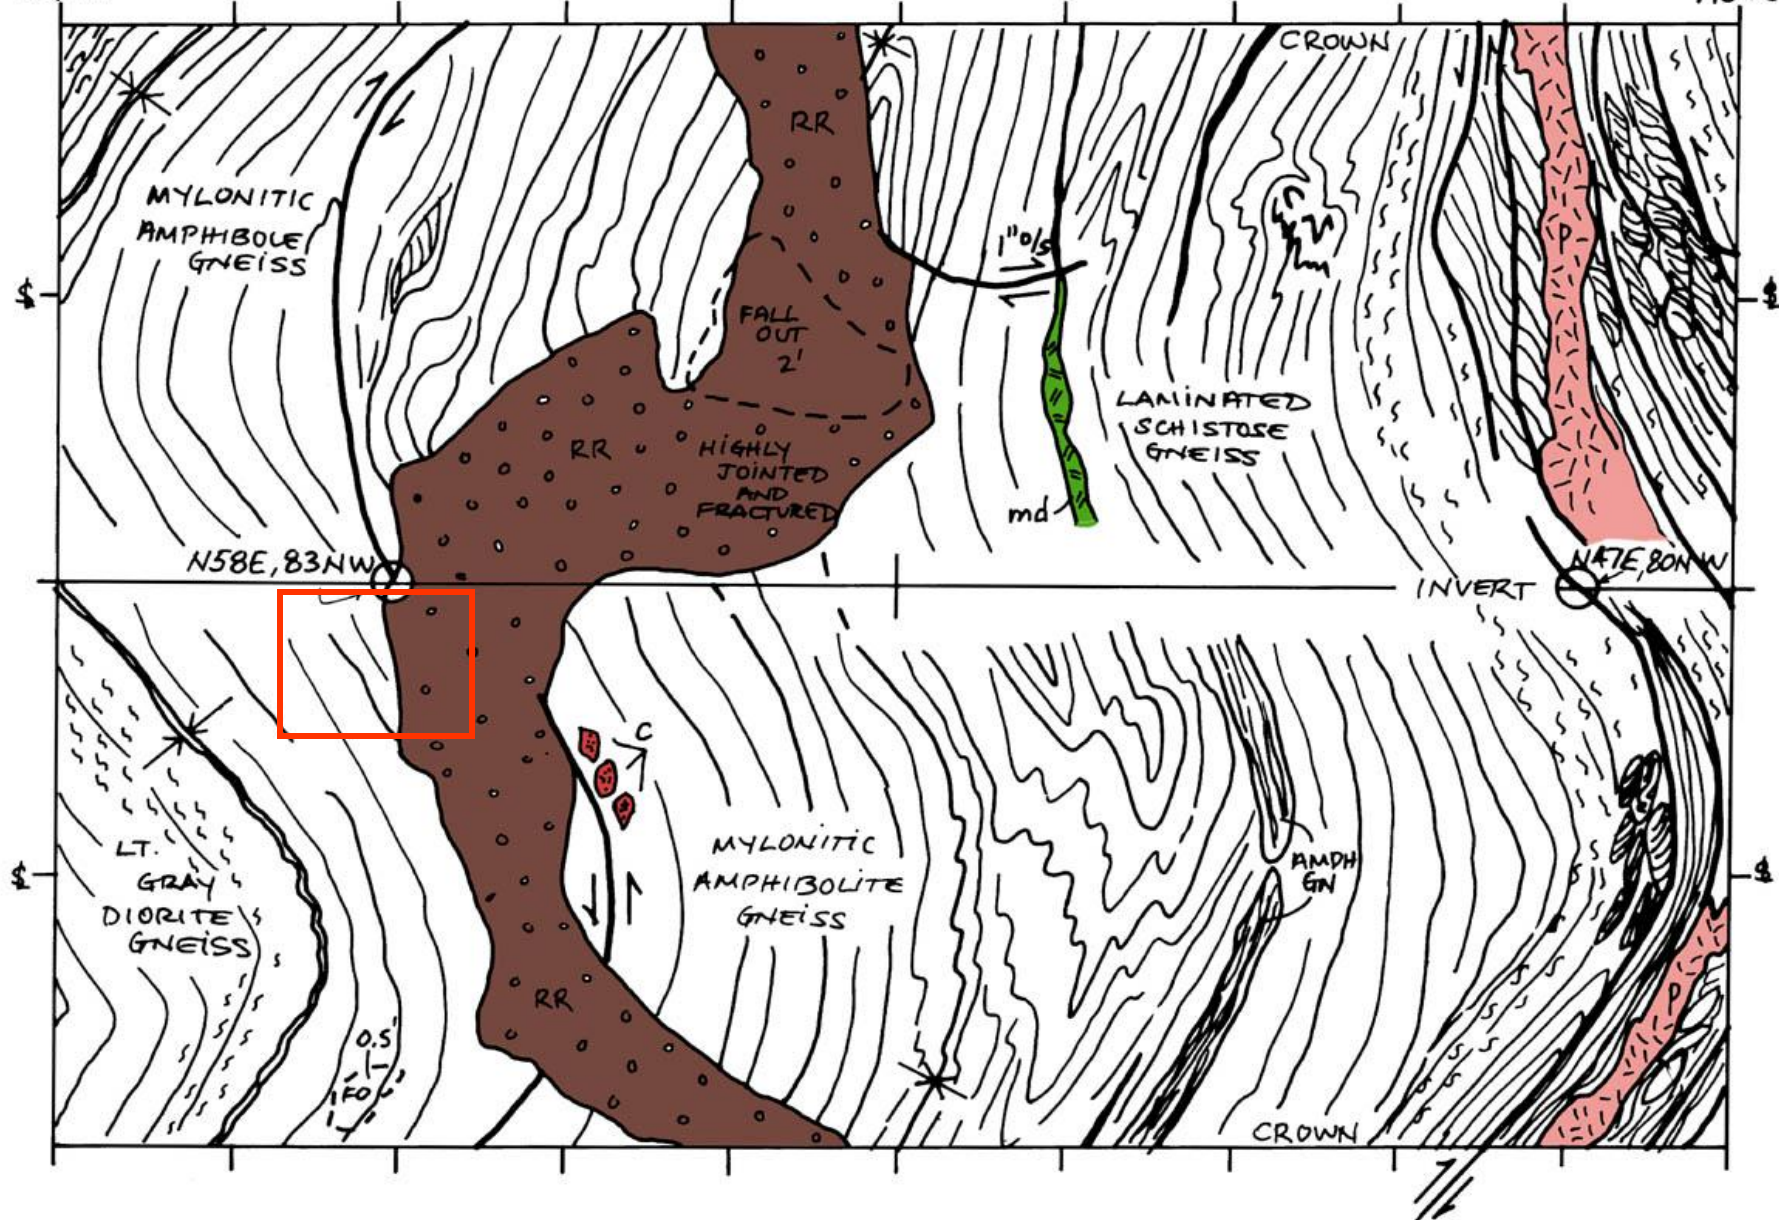 CROWN
RR
MYLONITIC
AMPHIBOLE
GNEISS
1" o/s
P
$
$
FALL
OUT
2'
LAMINATED
SCHISTOSE
GNEISS
RR
HIGHLY
JOINTED
AND
FRACTURED
md
N58E, 83NW
N47E, 80NW
INVERT
C
LT.
GRAY
DIORITE
GNEISS
MYLONITIC
AMPHIBOLITE
GNEISS
AMPH
GN
$
$
RR
P
0.5'
FO
CROWN